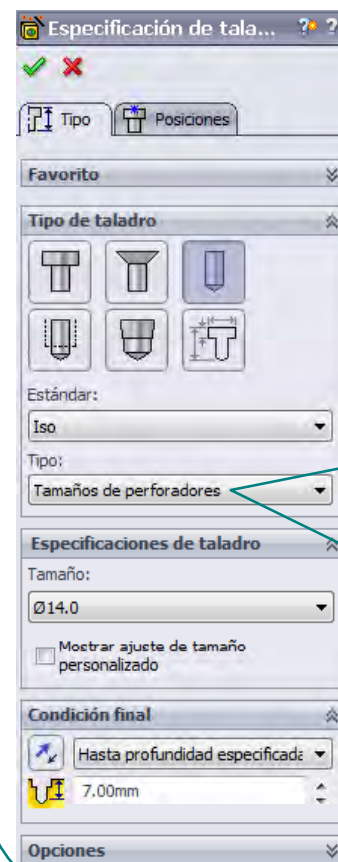 Especificación de tala... ? ?
Tipo Posiciones
Favorito
Tipo de taladro
Estándar:
Iso
Tipo:
Tamaños de perforadores
Especificaciones de taladro
Tamaño:
Ø14.0
Mostrar ajuste de tamaño
personalizado
Condición final
Hasta profundidad especificada
7.00mm
Opciones